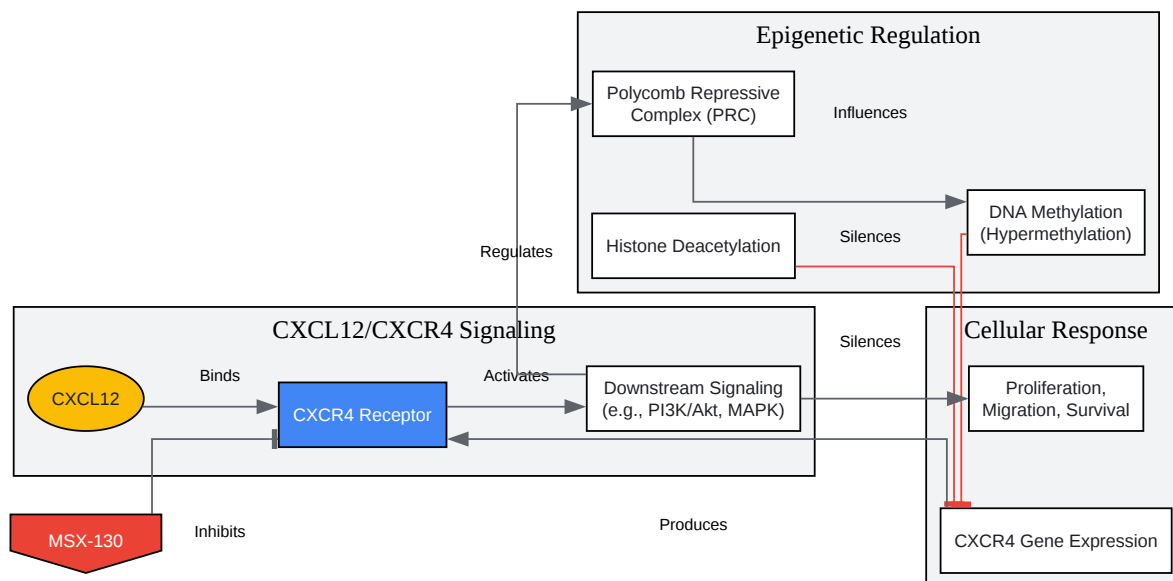 Epigenetic Regulation
Polycomb Repressive
Complex (PRC)
Influences
DNA Methylation
(Hypermethylation)
Histone Deacetylation
Silences
Regulates
CXCL12/CXCR4 Signaling
Silences
Cellular Response
CXCL12
Binds
CXCR4 Receptor
Activates
Downstream Signaling
(e.g., PI3K/Akt, MAPK)
Proliferation,
Migration, Survival
MSX-130
Inhibits
Produces
CXCR4 Gene Expression